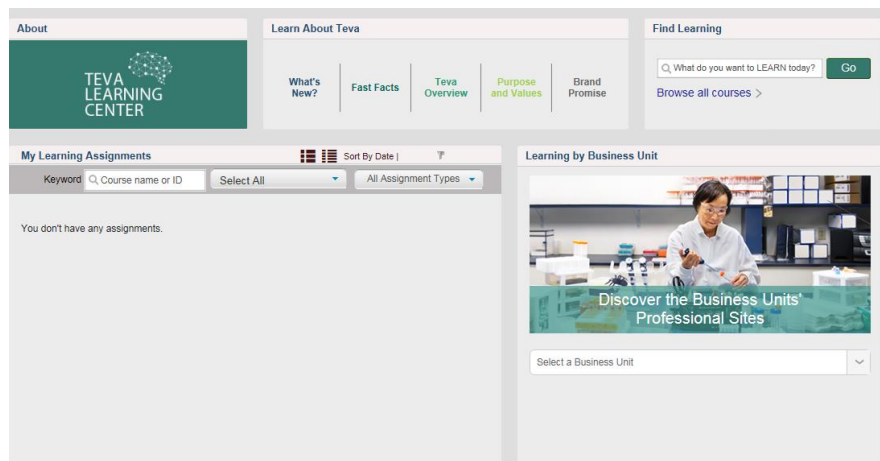 About
TEVA
LEARNING
CENTER
Learn About Teva
What's
New?
Fast Facts
Teva
Overview
Purpose
and Values
Brand
Promise
Find Learning
What do you want to LEARN today?
Go
Browse all courses >
My Learning Assignments
Sort By Date |
Keyword
Course name or ID
Select All
All Assignment Types
You don't have any assignments.
Learning by Business Unit
Discover the Business Units'
Professional Sites
Select a Business Unit